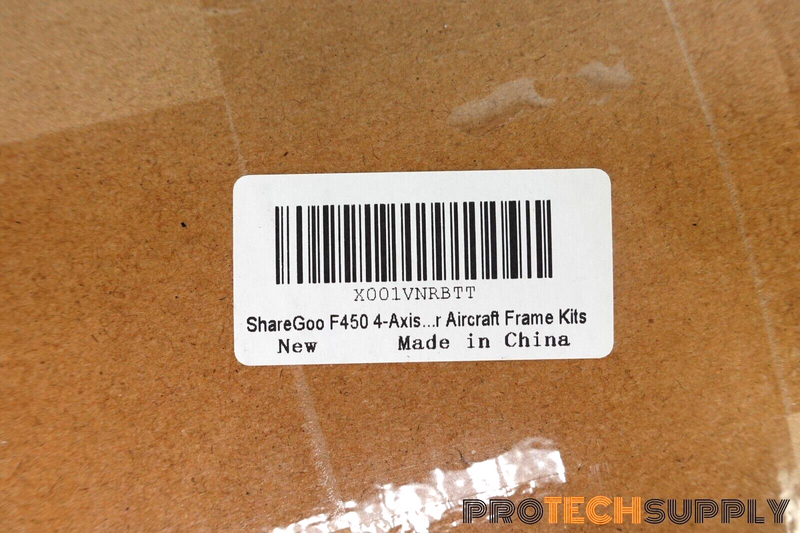 X001VNRBTT
ShareGoo F450 4-Axis...r Aircraft Frame Kits
New Made in China
PROTECHSUPPLY